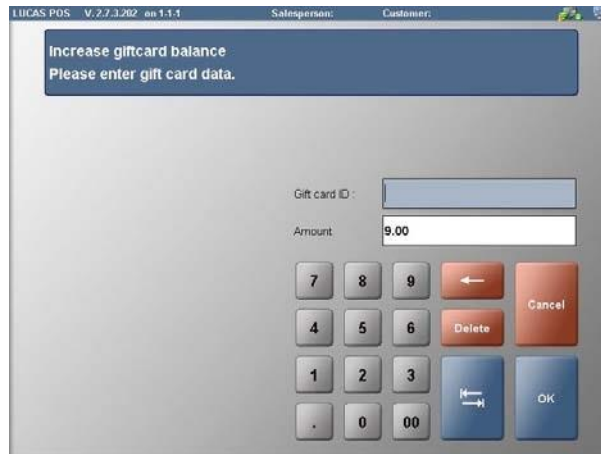 LUCAS POS V.2.7.3.202 on 1-1-1 Salesperson: Customer:
Increase giftcard balance
Please enter gift card data.
Gift card ID :
Amount 9.00
7 8 9
Cancel
4 5 6 Delete
1 2 3
OK
. 0 00